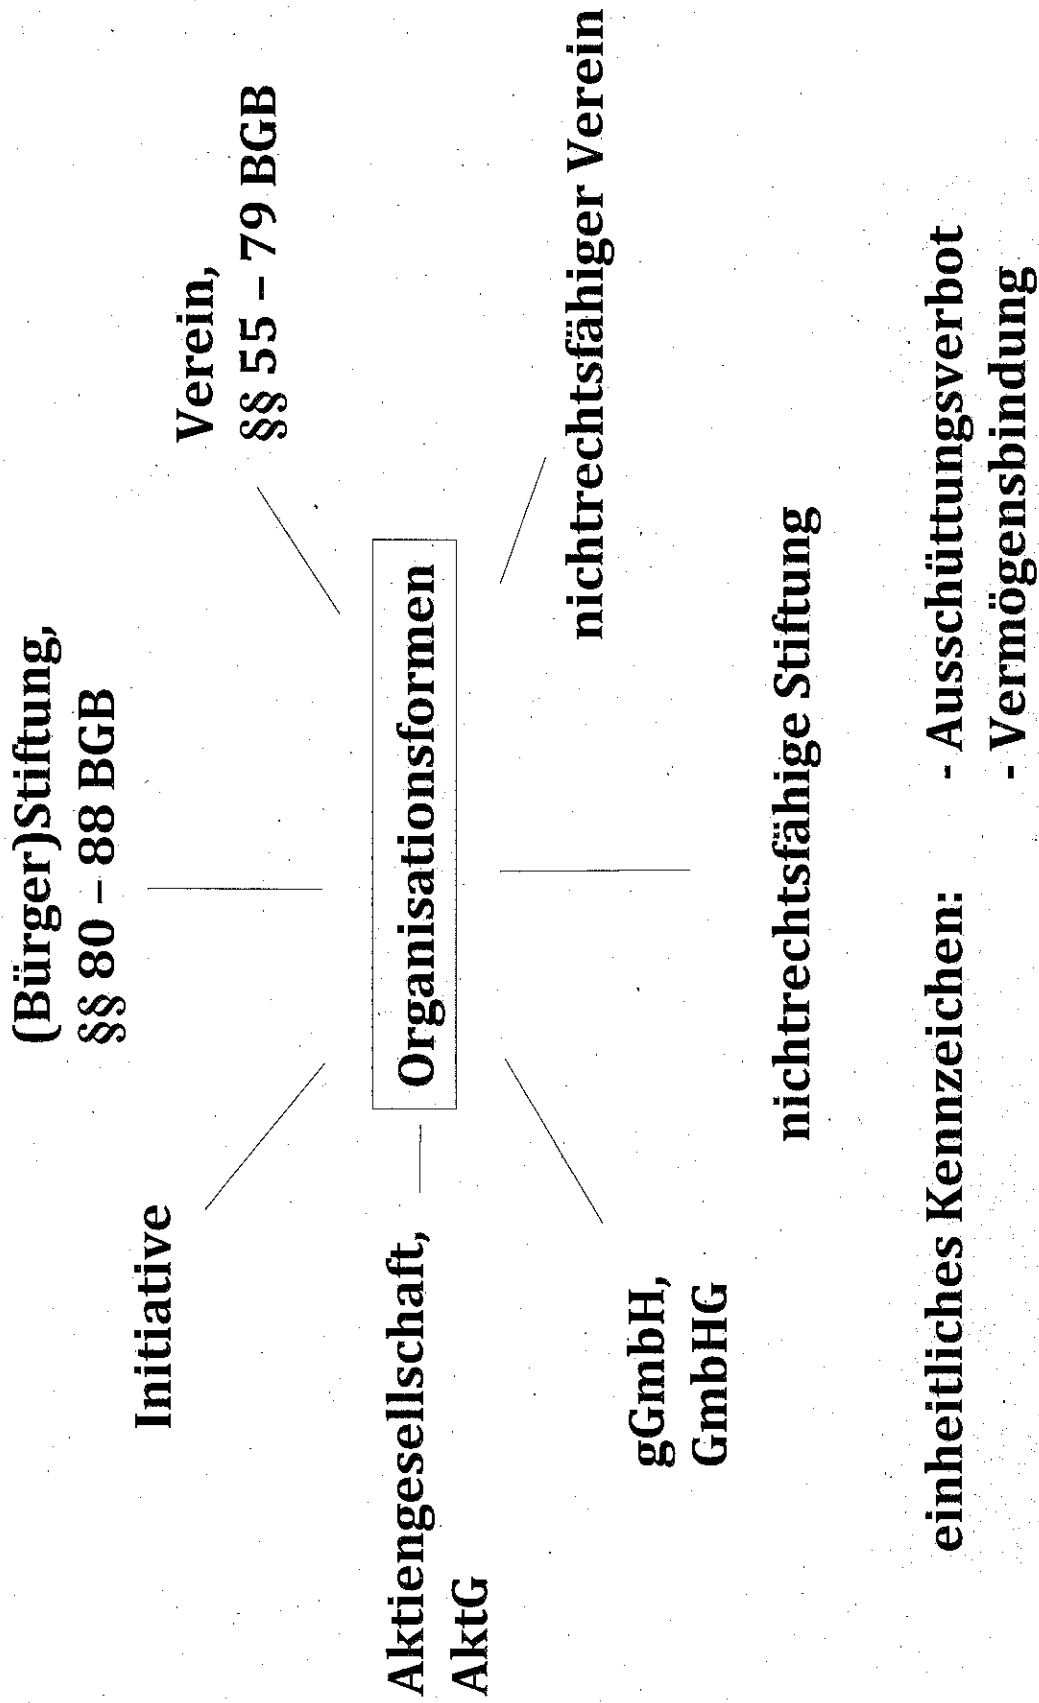 (Bürger)Stiftung,
§§ 80 – 88 BGB
Initiative
Verein,
§§ 55 – 79 BGB
Aktiengesellschaft,
AktG
Organisationsformen
nichtrechtsfähiger Verein
gGmbH,
GmbHG
nichtrechtsfähige Stiftung
einheitliches Kennzeichen:
- Ausschüttungsverbot
- Vermögensbindung